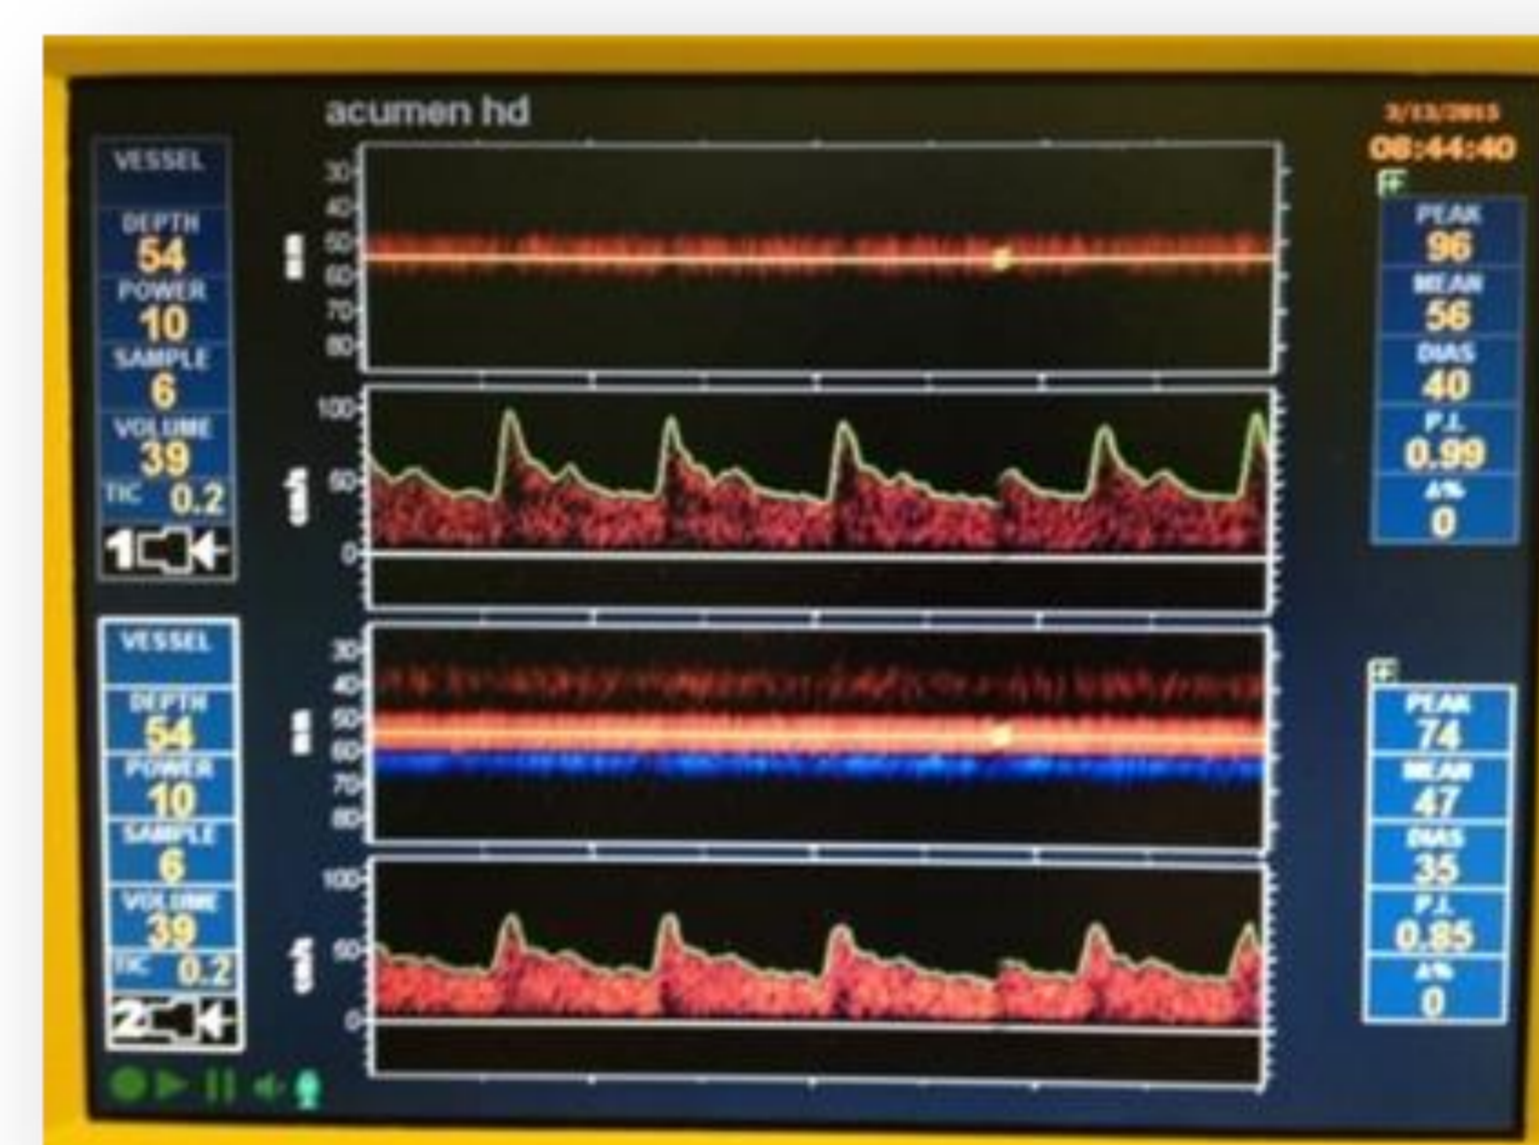 acumen hd
3/13/2015
08:44:40
VESSEL
DEPTH
54
POWER
10
SAMPLE
6
VOLUME
39
TIC 0.2
1
30
40
50
60
70
80
mm
100
50
0
cm/s
PEAK
96
MEAN
56
DIAS
40
P.I.
0.99
Δ%
0
VESSEL
DEPTH
54
POWER
10
SAMPLE
6
VOLUME
39
TIC 0.2
2
30
40
50
60
70
80
mm
100
50
0
cm/s
PEAK
74
MEAN
47
DIAS
35
P.I.
0.85
Δ%
0